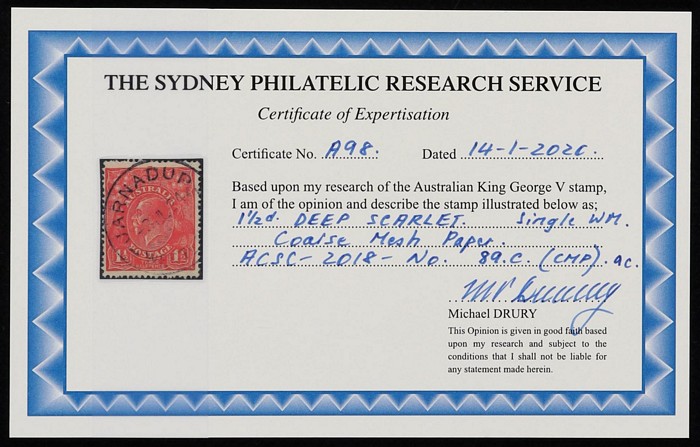 THE SYDNEY PHILATELIC RESEARCH SERVICE
Certificate of Expertisation
Certificate No. A98. Dated 14-1-2020.
Based upon my research of the Australian King George V stamp,
I am of the opinion and describe the stamp illustrated below as;
1½d. DEEP SCARLET. Single WM.
Coarse Mesh Paper.
ACSC-2018-No. 89.C.(CMP). ac.
Michael DRURY
This Opinion is given in good faith based
upon my research and subject to the
conditions that I shall not be liable for
any statement made herein.
JARNADUP